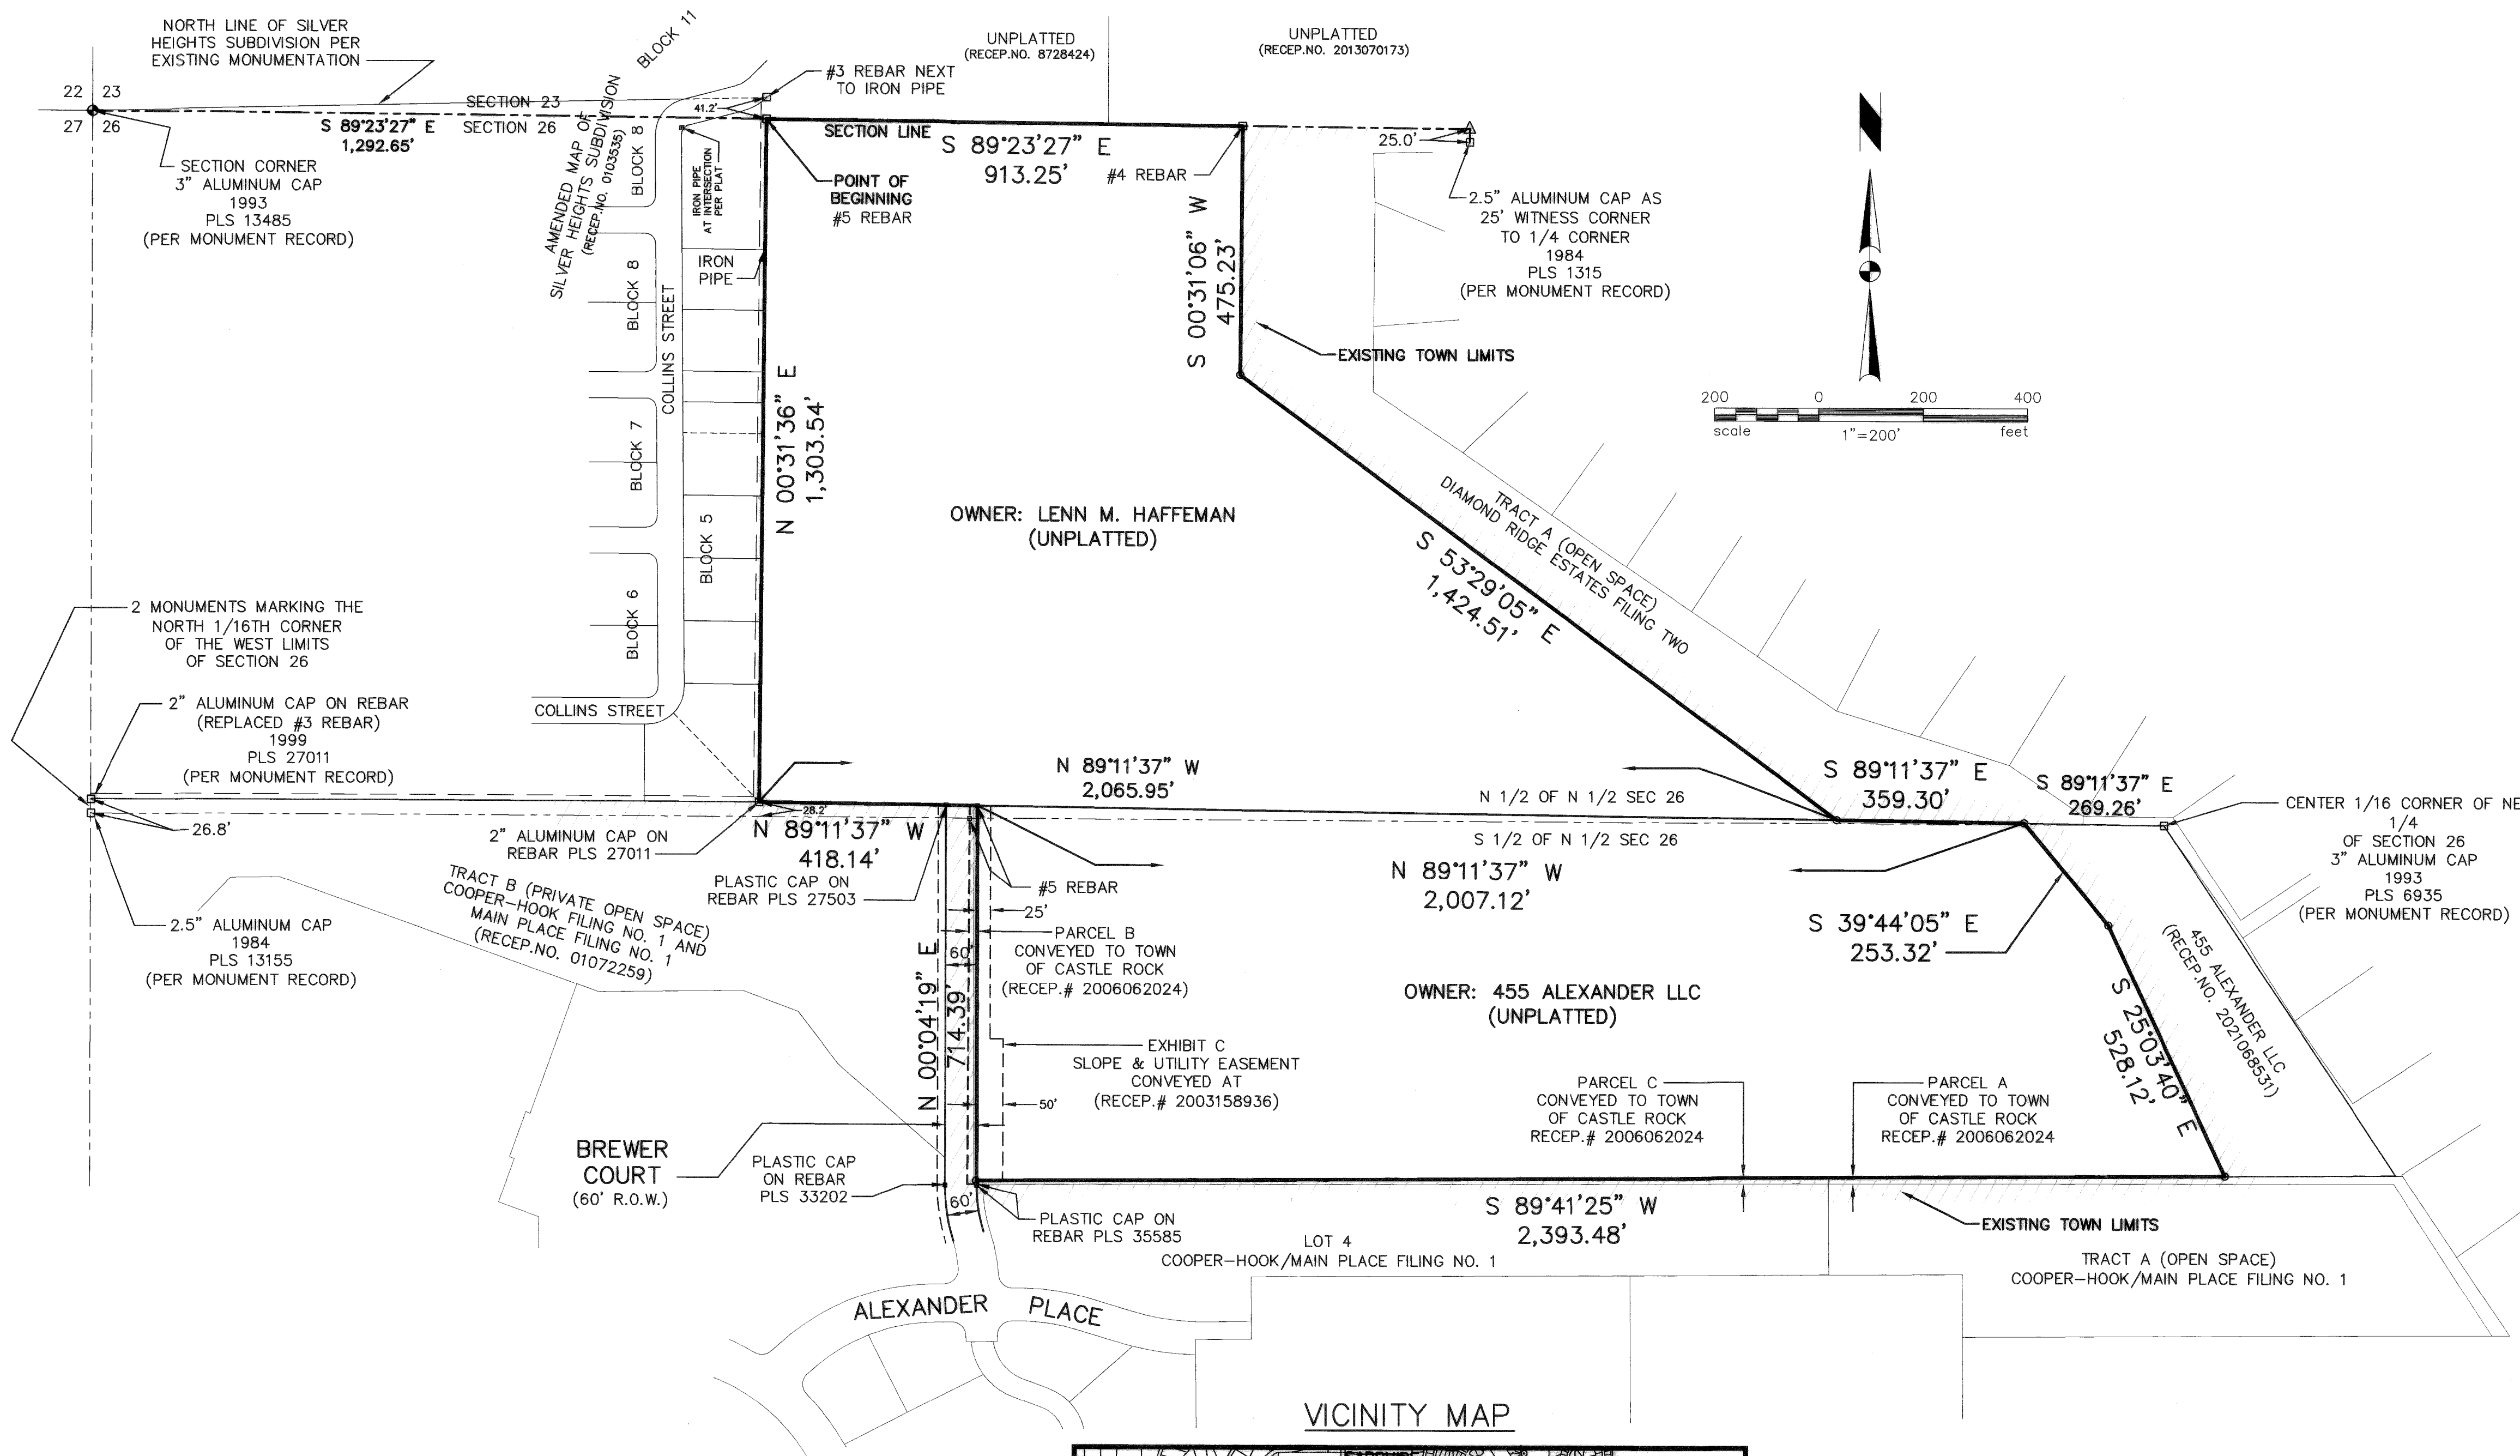 NORTH LINE OF SILVER
HEIGHTS SUBDIVISION PER
EXISTING MONUMENTATION
BLOCK 11
UNPLATTED
(RECEP.NO. 8728424)
UNPLATTED
(RECEP.NO. 2013070173)
#3 REBAR NEXT
TO IRON PIPE
22 23
27 26
SECTION 23
SECTION 26
S 89°23'27" E
1,292.65'
41.2'
SECTION LINE
S 89°23'27" E
913.25'
#4 REBAR
25.0'
SECTION CORNER
3" ALUMINUM CAP
1993
PLS 13485
(PER MONUMENT RECORD)
AMENDED MAP OF
SILVER HEIGHTS SUBDIVISION
(RECEP.NO. 0103535)
BLOCK 8
IRON PIPE
AT INTERSECTION
PER PLAT
POINT OF
BEGINNING
#5 REBAR
2.5" ALUMINUM CAP AS
25' WITNESS CORNER
TO 1/4 CORNER
1984
PLS 1315
(PER MONUMENT RECORD)
S 00°31'06" W
475.23'
IRON
PIPE
BLOCK 8
COLLINS STREET
EXISTING TOWN LIMITS
N 00°31'36" E
1,303.54'
200 0 200 400
scale 1"=200' feet
BLOCK 7
BLOCK 5
BLOCK 6
OWNER: LENN M. HAFFEMAN
(UNPLATTED)
TRACT A (OPEN SPACE)
DIAMOND RIDGE ESTATES FILING TWO
S 53°29'05" E
1,424.51'
2 MONUMENTS MARKING THE
NORTH 1/16TH CORNER
OF THE WEST LIMITS
OF SECTION 26
2" ALUMINUM CAP ON REBAR
(REPLACED #3 REBAR)
1999
PLS 27011
(PER MONUMENT RECORD)
COLLINS STREET
N 89°11'37" W
2,065.95'
N 1/2 OF N 1/2 SEC 26
S 1/2 OF N 1/2 SEC 26
S 89°11'37" E
359.30'
S 89°11'37" E
269.26'
CENTER 1/16 CORNER OF NE
1/4
OF SECTION 26
3" ALUMINUM CAP
1993
PLS 6935
(PER MONUMENT RECORD)
26.8'
28.2'
2" ALUMINUM CAP ON
REBAR PLS 27011
N 89°11'37" W
418.14'
PLASTIC CAP ON
REBAR PLS 27503
#5 REBAR
N 89°11'37" W
2,007.12'
2.5" ALUMINUM CAP
1984
PLS 13155
(PER MONUMENT RECORD)
TRACT B (PRIVATE OPEN SPACE)
COOPER-HOOK FILING NO. 1 AND
MAIN PLACE FILING NO. 1
(RECEP.NO. 01072259)
25'
60'
PARCEL B
CONVEYED TO TOWN
OF CASTLE ROCK
(RECEP.# 2006062024)
S 39°44'05" E
253.32'
455 ALEXANDER LLC
(RECEP.NO. 2021068531)
N 00°04'19" E
714.39'
OWNER: 455 ALEXANDER LLC
(UNPLATTED)
S 25°03'40" E
528.12'
EXHIBIT C
SLOPE & UTILITY EASEMENT
CONVEYED AT
(RECEP.# 2003158936)
50'
PARCEL C
CONVEYED TO TOWN
OF CASTLE ROCK
RECEP.# 2006062024
PARCEL A
CONVEYED TO TOWN
OF CASTLE ROCK
RECEP.# 2006062024
BREWER
COURT
(60' R.O.W.)
PLASTIC CAP
ON REBAR
PLS 33202
60'
PLASTIC CAP ON
REBAR PLS 35585
S 89°41'25" W
2,393.48'
EXISTING TOWN LIMITS
LOT 4
COOPER-HOOK/MAIN PLACE FILING NO. 1
TRACT A (OPEN SPACE)
COOPER-HOOK/MAIN PLACE FILING NO. 1
ALEXANDER PLACE
VICINITY MAP